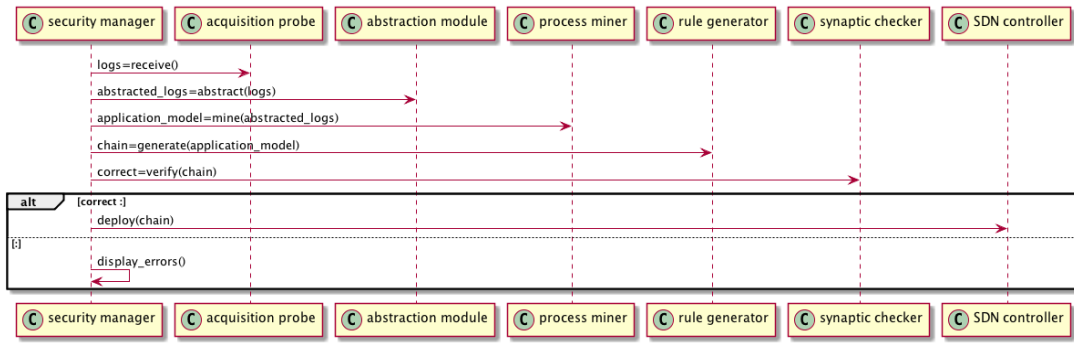 C security manager
C acquisition probe
C abstraction module
C process miner
C rule generator
C synaptic checker
C SDN controller
logs=receive()
abstracted_logs=abstract(logs)
application_model=mine(abstracted_logs)
chain=generate(application_model)
correct=verify(chain)
alt [correct :]
deploy(chain)
[:]
display_errors()
C security manager
C acquisition probe
C abstraction module
C process miner
C rule generator
C synaptic checker
C SDN controller